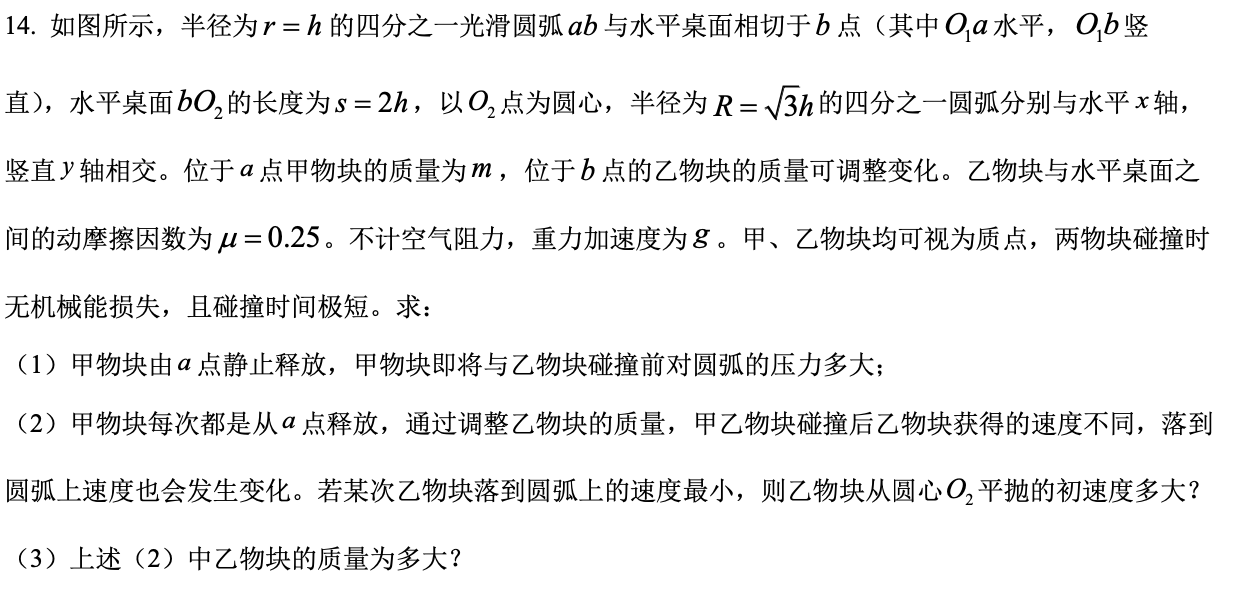 14. 如图所示，半径为 r = h 的四分之一光滑圆弧 ab 与水平桌面相切于 b 点（其中 O₁a 水平， O₁b 竖
直），水平桌面 bO₂ 的长度为 s = 2h ，以 O₂ 点为圆心，半径为 R = √3h 的四分之一圆弧分别与水平 x 轴，
竖直 y 轴相交。位于 a 点甲物块的质量为 m ，位于 b 点的乙物块的质量可调整变化。乙物块与水平桌面之
间的动摩擦因数为 μ = 0.25 。不计空气阻力，重力加速度为 g 。甲、乙物块均可视为质点，两物块碰撞时
无机械能损失，且碰撞时间极短。求：
（1）甲物块由 a 点静止释放，甲物块即将与乙物块碰撞前对圆弧的压力多大；
（2）甲物块每次都是从 a 点释放，通过调整乙物块的质量，甲乙物块碰撞后乙物块获得的速度不同，落到
圆弧上速度也会发生变化。若某次乙物块落到圆弧上的速度最小，则乙物块从圆心 O₂ 平抛的初速度多大？
（3）上述（2）中乙物块的质量为多大？